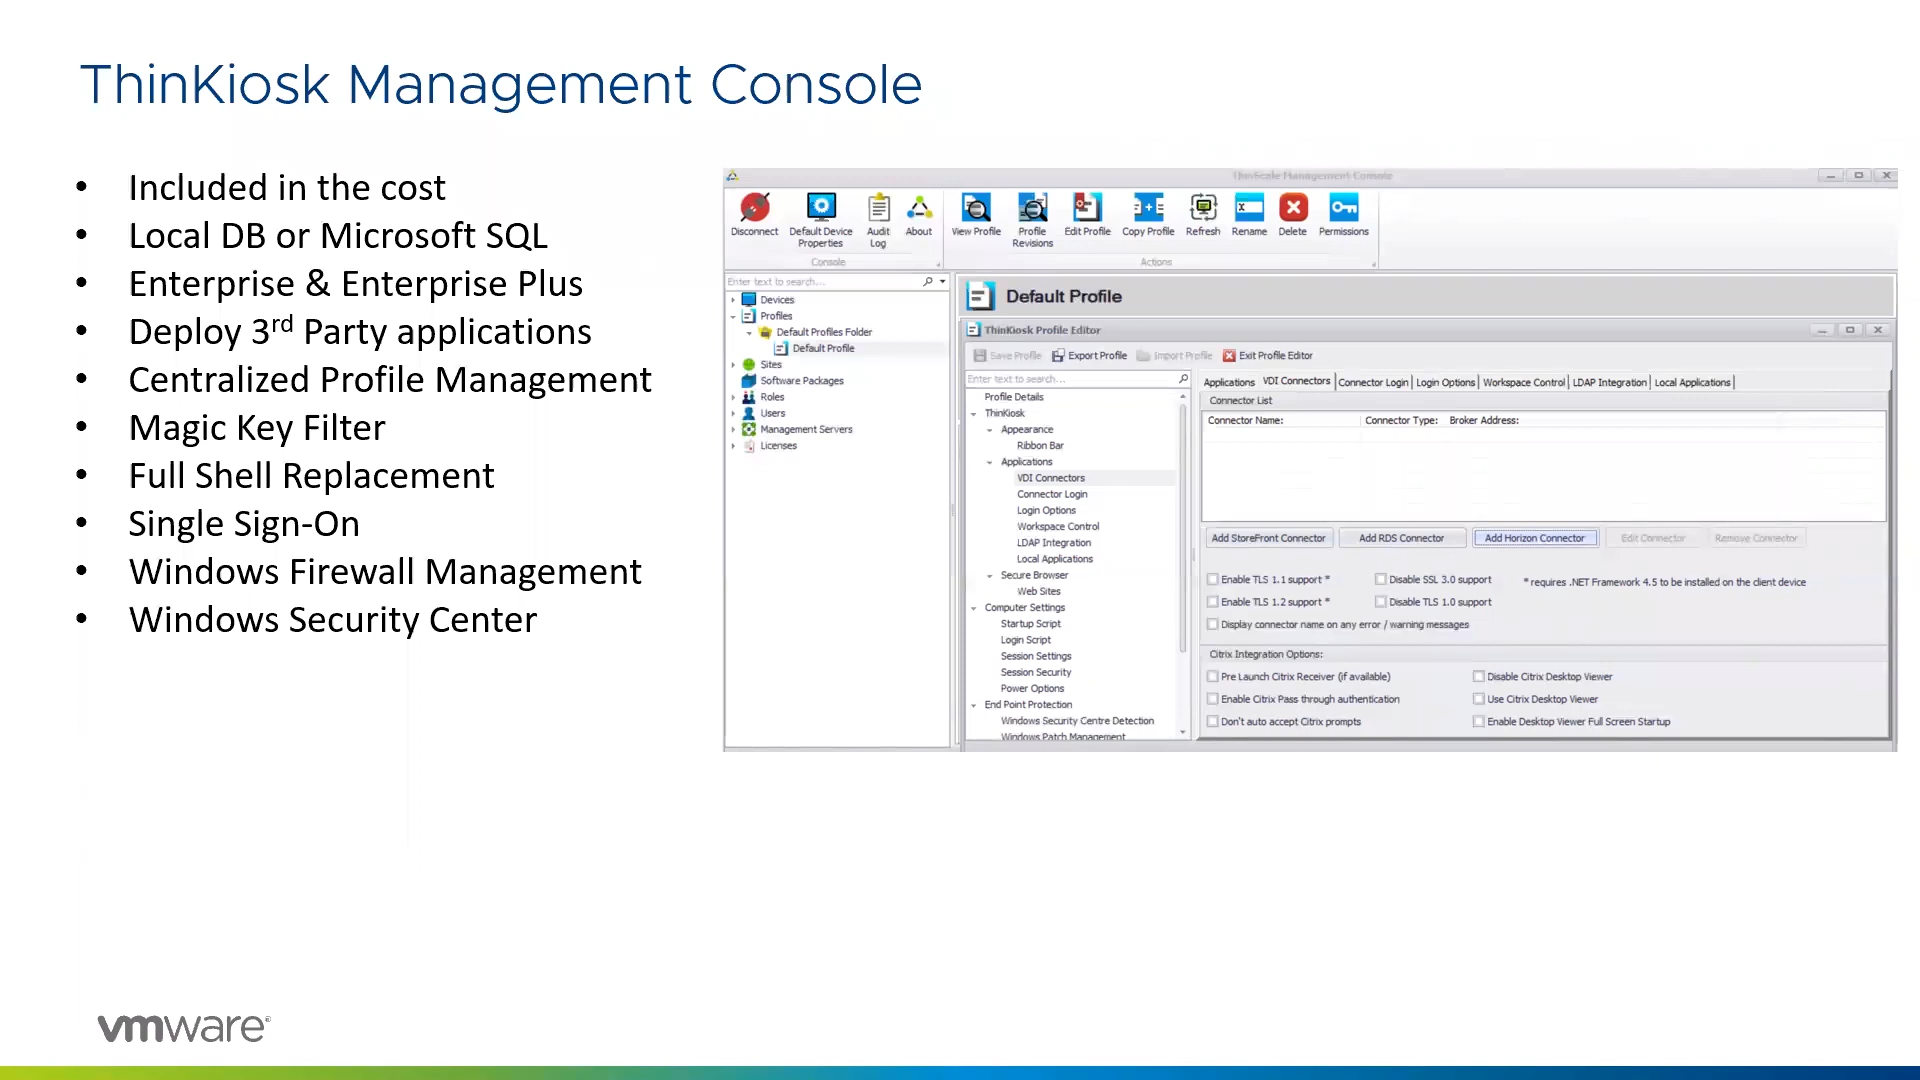 ThinKiosk Management Console
• Included in the cost
• Local DB or Microsoft SQL
• Enterprise & Enterprise Plus
• Deploy 3rd Party applications
• Centralized Profile Management
• Magic Key Filter
• Full Shell Replacement
• Single Sign-On
• Windows Firewall Management
• Windows Security Center
ThinScale Management Console
Disconnect
Default Device Properties
Audit Log
About
Console
View Profile
Profile Revisions
Edit Profile
Copy Profile
Refresh
Rename
Delete
Permissions
Actions
Enter text to search...
Devices
Profiles
Default Profiles Folder
Default Profile
Sites
Software Packages
Roles
Users
Management Servers
Licenses
Default Profile
ThinKiosk Profile Editor
Save Profile Export Profile Import Profile Exit Profile Editor
Enter text to search...
Profile Details
ThinKiosk
Appearance
Ribbon Bar
Applications
VDI Connectors
Connector Login
Login Options
Workspace Control
LDAP Integration
Local Applications
Secure Browser
Web Sites
Computer Settings
Startup Script
Login Script
Session Settings
Session Security
Power Options
End Point Protection
Windows Security Centre Detection
Windows Patch Management
Applications VDI Connectors Connector Login Login Options Workspace Control LDAP Integration Local Applications
Connector List
Connector Name: Connector Type: Broker Address:
Add StoreFront Connector Add RDS Connector Add Horizon Connector Edit Connector Remove Connector
Enable TLS 1.1 support * Disable SSL 3.0 support * requires .NET Framework 4.5 to be installed on the client device
Enable TLS 1.2 support * Disable TLS 1.0 support
Display connector name on any error / warning messages
Citrix Integration Options:
Pre Launch Citrix Receiver (if available) Disable Citrix Desktop Viewer
Enable Citrix Pass through authentication Use Citrix Desktop Viewer
Don't auto accept Citrix prompts Enable Desktop Viewer Full Screen Startup
vmware®